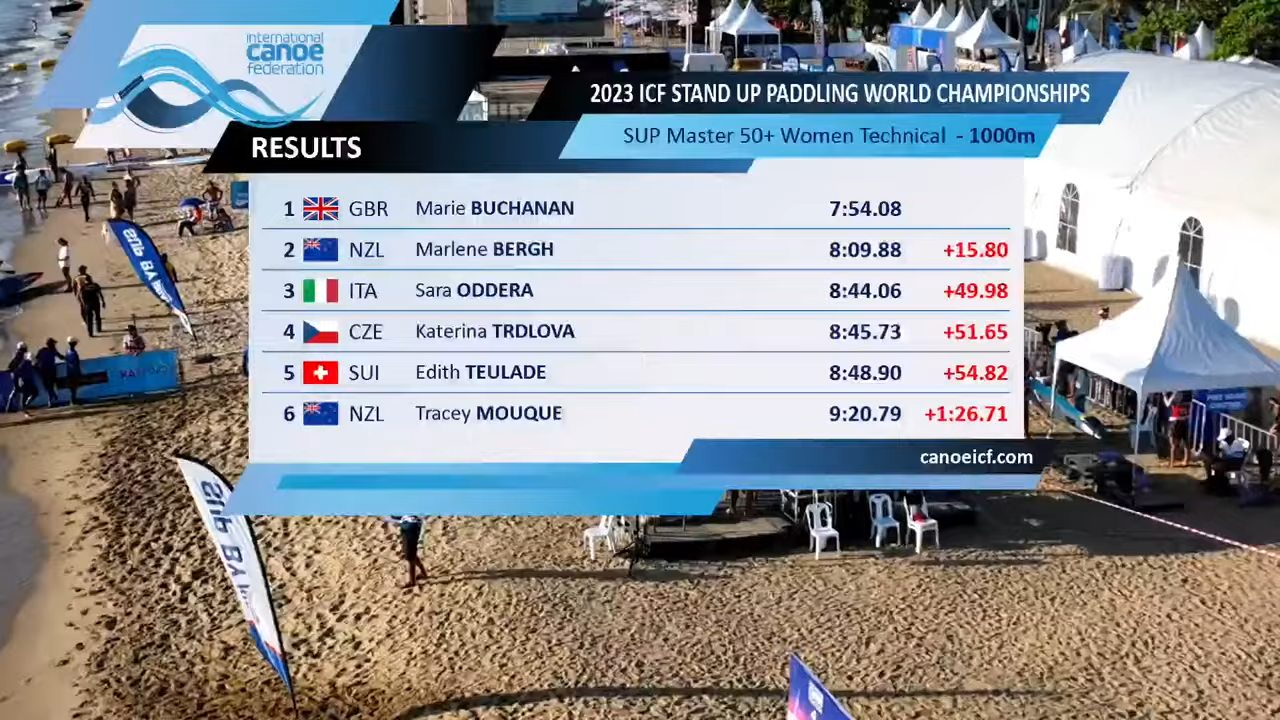 international
canoe
federation
2023 ICF STAND UP PADDLING WORLD CHAMPIONSHIPS
SUP Master 50+ Women Technical - 1000m
RESULTS
1 GBR Marie BUCHANAN 7:54.08
2 NZL Marlene BERGH 8:09.88 +15.80
3 ITA Sara ODDERA 8:44.06 +49.98
4 CZE Katerina TRDLOVA 8:45.73 +51.65
5 SUI Edith TEULADE 8:48.90 +54.82
6 NZL Tracey MOUQUE 9:20.79 +1:26.71
canoeicf.com